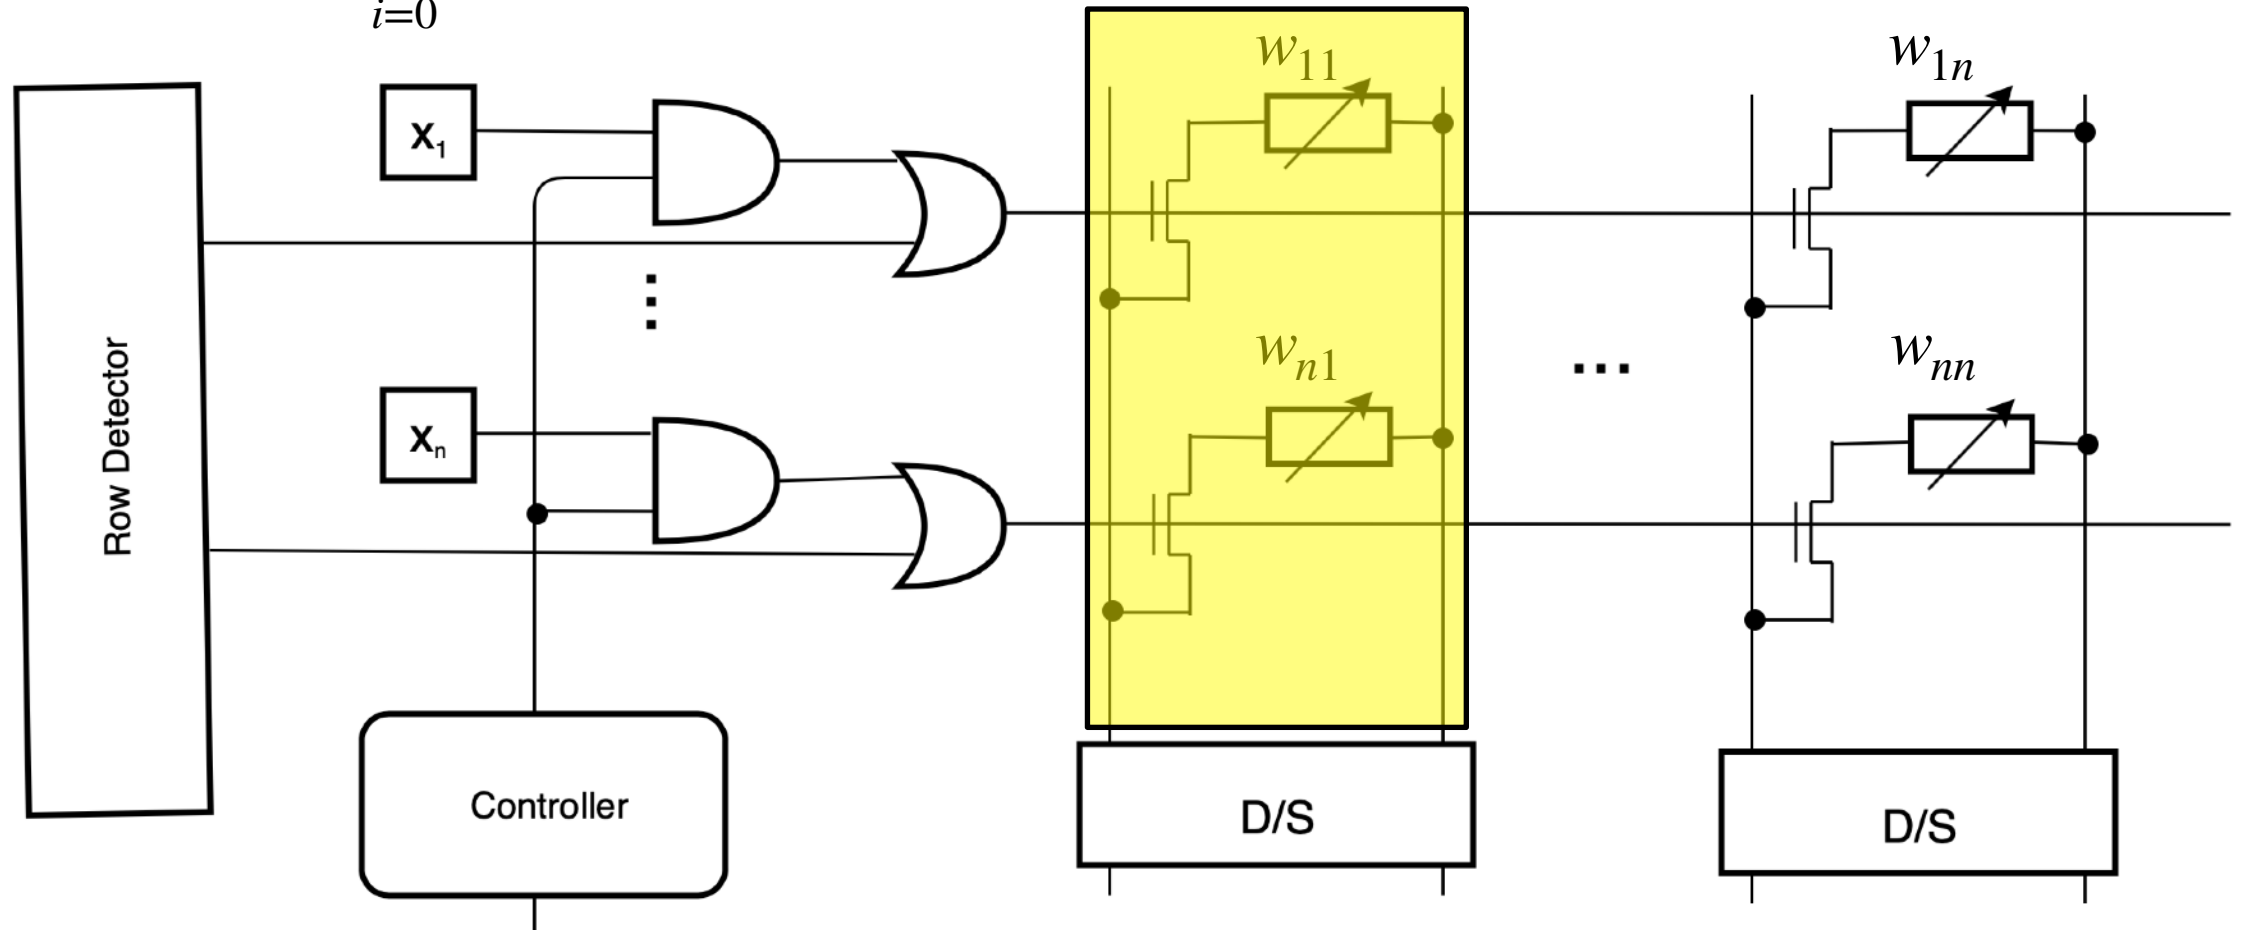 i=0
w11
w1n
x1
wn1
wnn
xn
Row Detector
Controller
D/S
D/S